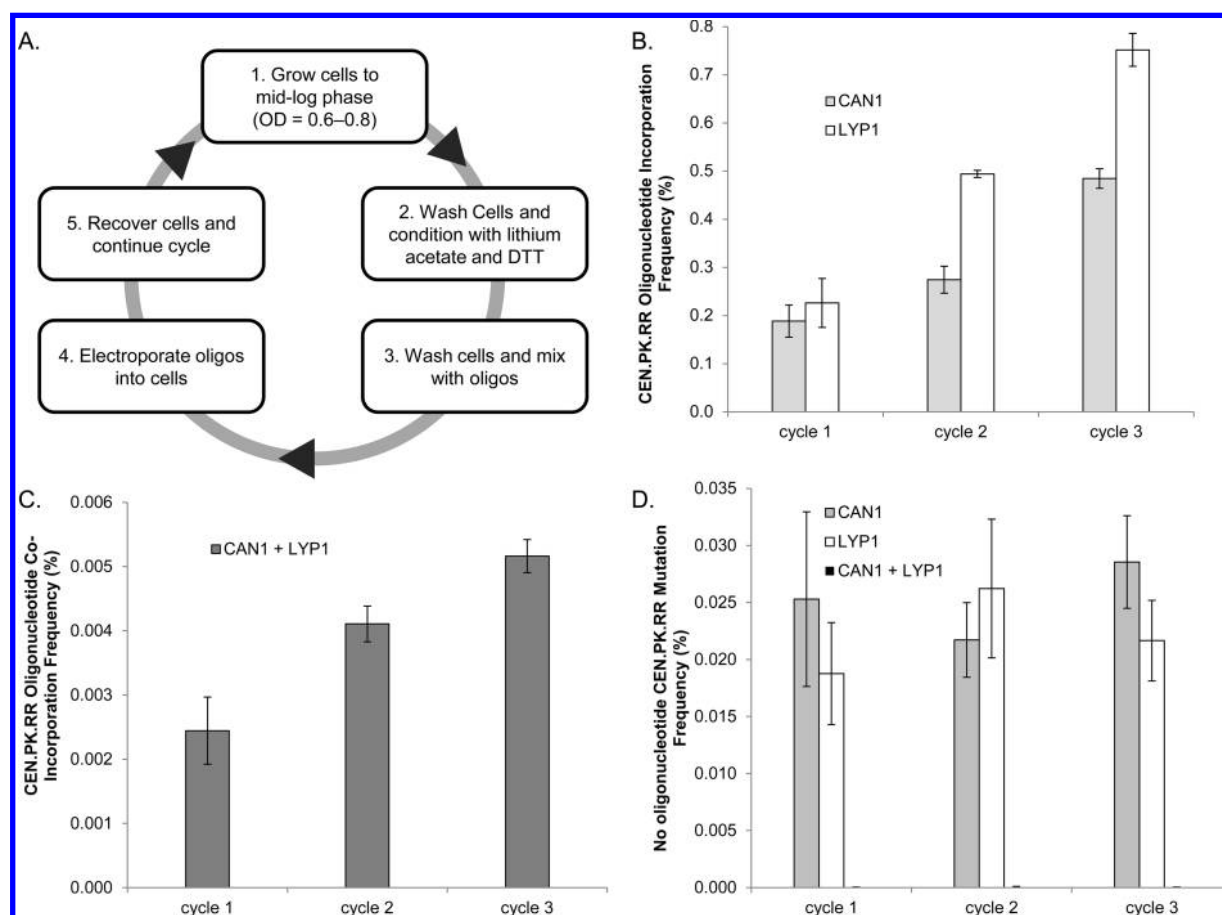 A.
1. Grow cells to
mid-log phase
(OD = 0.6–0.8)
2. Wash Cells and
condition with lithium
acetate and DTT
3. Wash cells and mix
with oligos
4. Electroporate oligos
into cells
5. Recover cells and
continue cycle
B.
CEN.PK.RR Oligonucleotide Incorporation
Frequency (%)
0.8
0.7
0.6
0.5
0.4
0.3
0.2
0.1
0.0
CAN1
LYP1
cycle 1
cycle 2
cycle 3
C.
CEN.PK.RR Oligonucleotide Co-
Incorporation Frequency (%)
0.006
0.005
0.004
0.003
0.002
0.001
0.000
CAN1 + LYP1
cycle 1
cycle 2
cycle 3
D.
No oligonucleotide CEN.PK.RR Mutation
Frequency (%)
0.035
0.030
0.025
0.020
0.015
0.010
0.005
0.000
CAN1
LYP1
CAN1 + LYP1
cycle 1
cycle 2
cycle 3